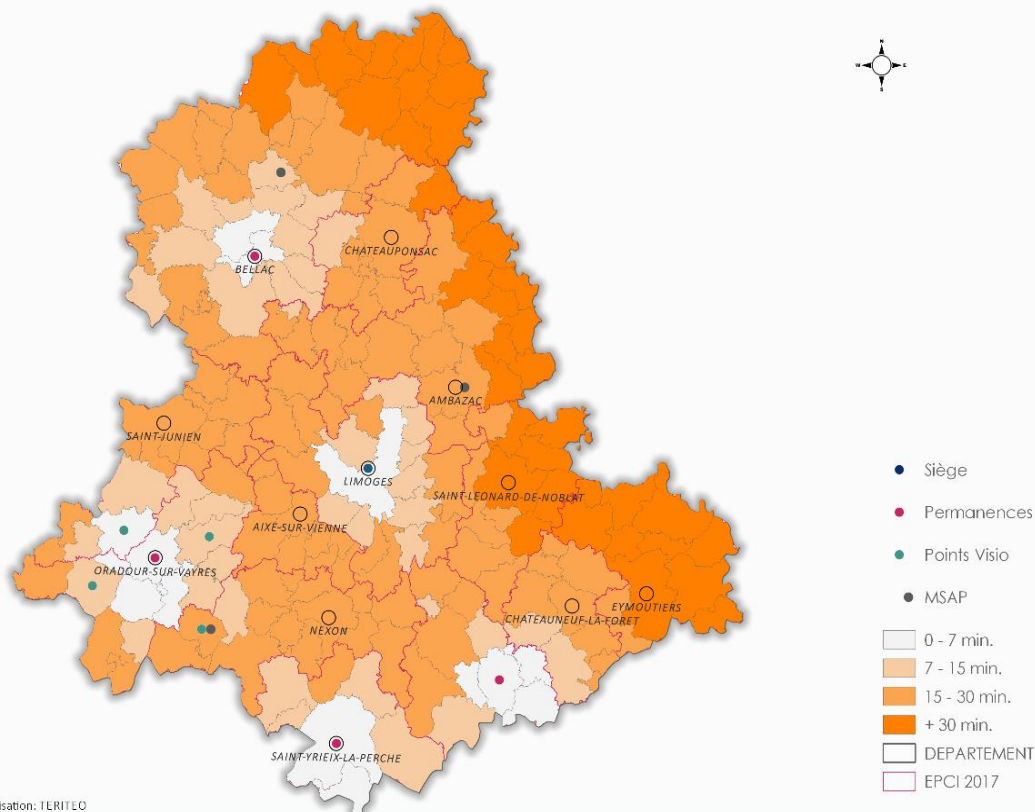 N
W E
S
CHATEAUPONSAC
BELLAC
AMBAZAC
SAINT-JUNIEN
LIMOGES
SAINT-LEONARD-DE-NOBLAT
AIXE-SUR-VIENNE
ORADOUR-SUR-VAYRES
EYMOUTIERS
CHATEAUNEUF-LA-FORET
NEXON
SAINT-YRIEIX-LA-PERCHE
Siège
Permanences
Points Visio
MSAP
0 - 7 min.
7 - 15 min.
15 - 30 min.
+ 30 min.
DEPARTEMENT
EPCI 2017
isation: TERITEO